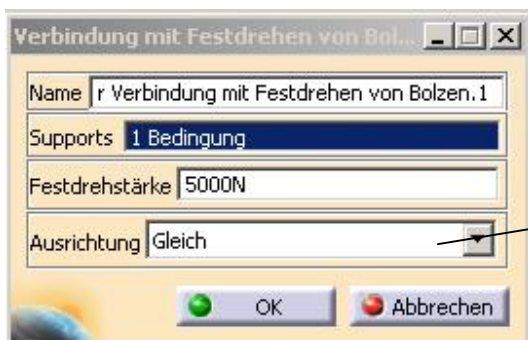 Verbindung mit Festdrehen von Bol...
Name r Verbindung mit Festdrehen von Bolzen.1
Supports 1 Bedingung
Festdrehstärke 5000N
Ausrichtung Gleich
OK Abbrechen